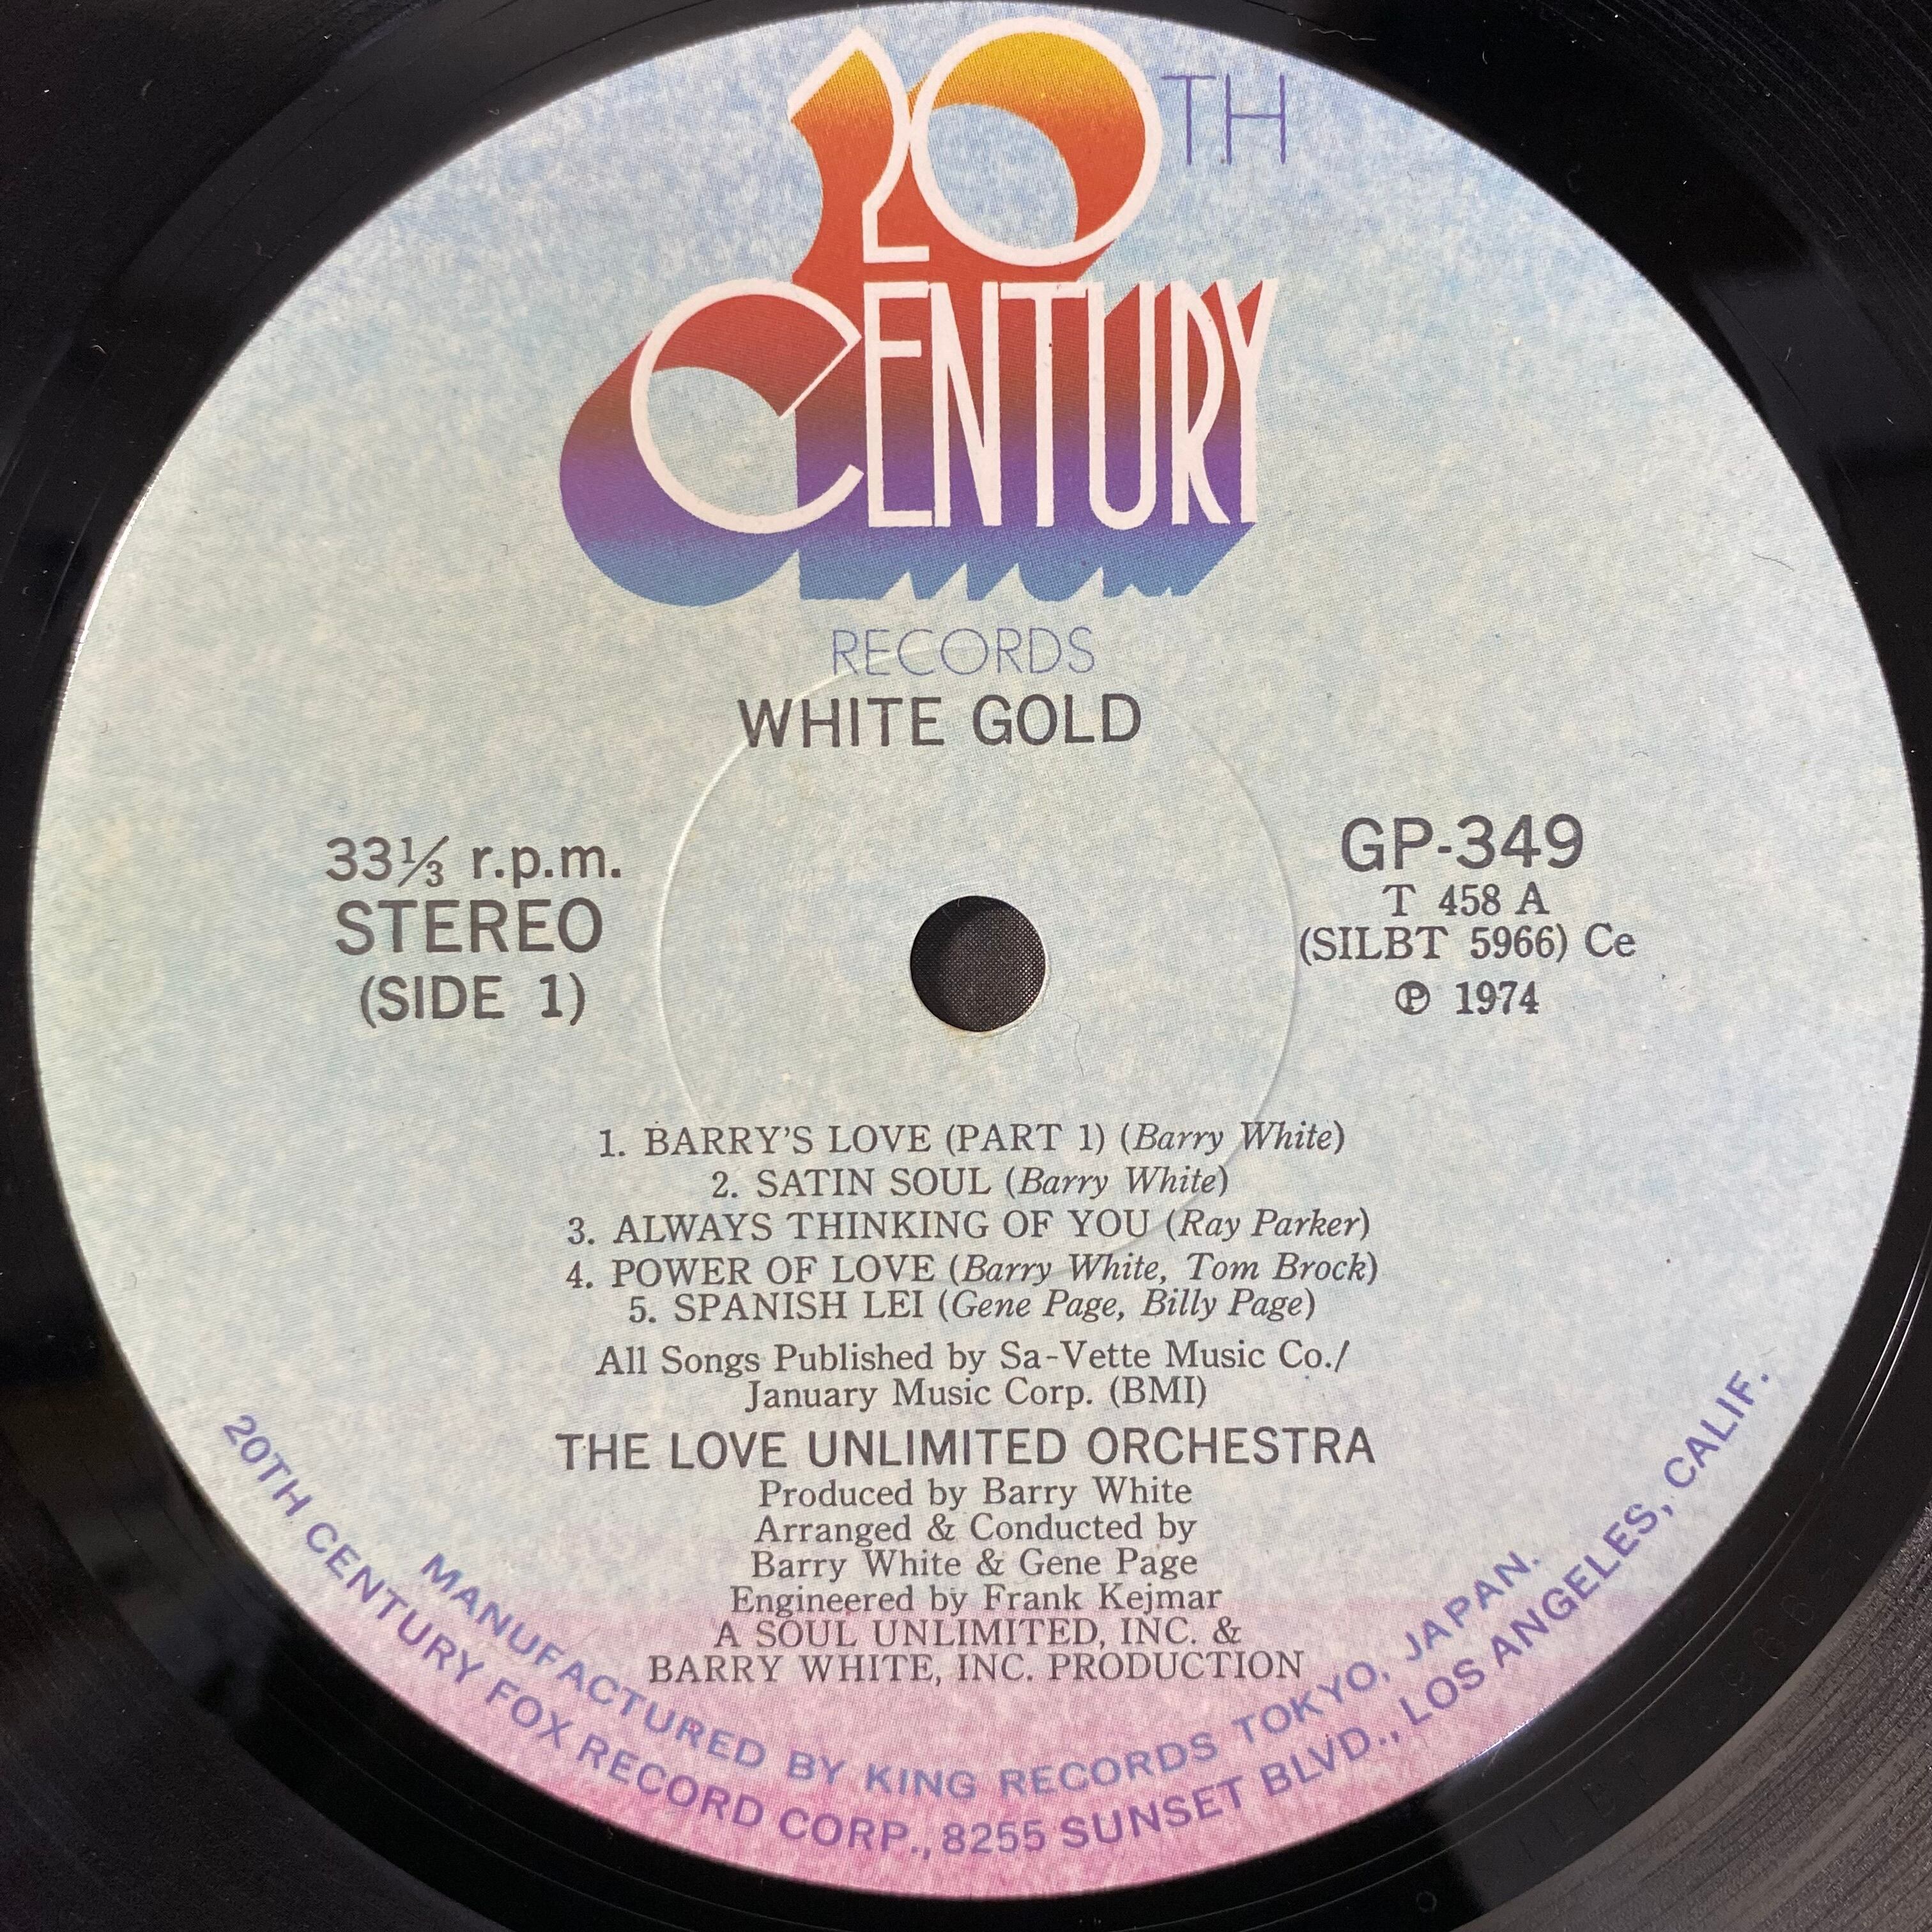 20TH
CENTURY
RECORDS
WHITE GOLD
33⅓ r.p.m.
STEREO
(SIDE 1)
GP-349
T 458 A
(SILBT 5966) Ce
℗ 1974
1. BARRY'S LOVE (PART 1) (Barry White)
2. SATIN SOUL (Barry White)
3. ALWAYS THINKING OF YOU (Ray Parker)
4. POWER OF LOVE (Barry White, Tom Brock)
5. SPANISH LEI (Gene Page, Billy Page)
All Songs Published by Sa-Vette Music Co./
January Music Corp. (BMI)
THE LOVE UNLIMITED ORCHESTRA
Produced by Barry White
Arranged & Conducted by
Barry White & Gene Page
Engineered by Frank Kejmar
A SOUL UNLIMITED, INC. &
BARRY WHITE, INC. PRODUCTION
MANUFACTURED BY KING RECORDS TOKYO, JAPAN.
20TH CENTURY FOX RECORD CORP., 8255 SUNSET BLVD., LOS ANGELES, CALIF.